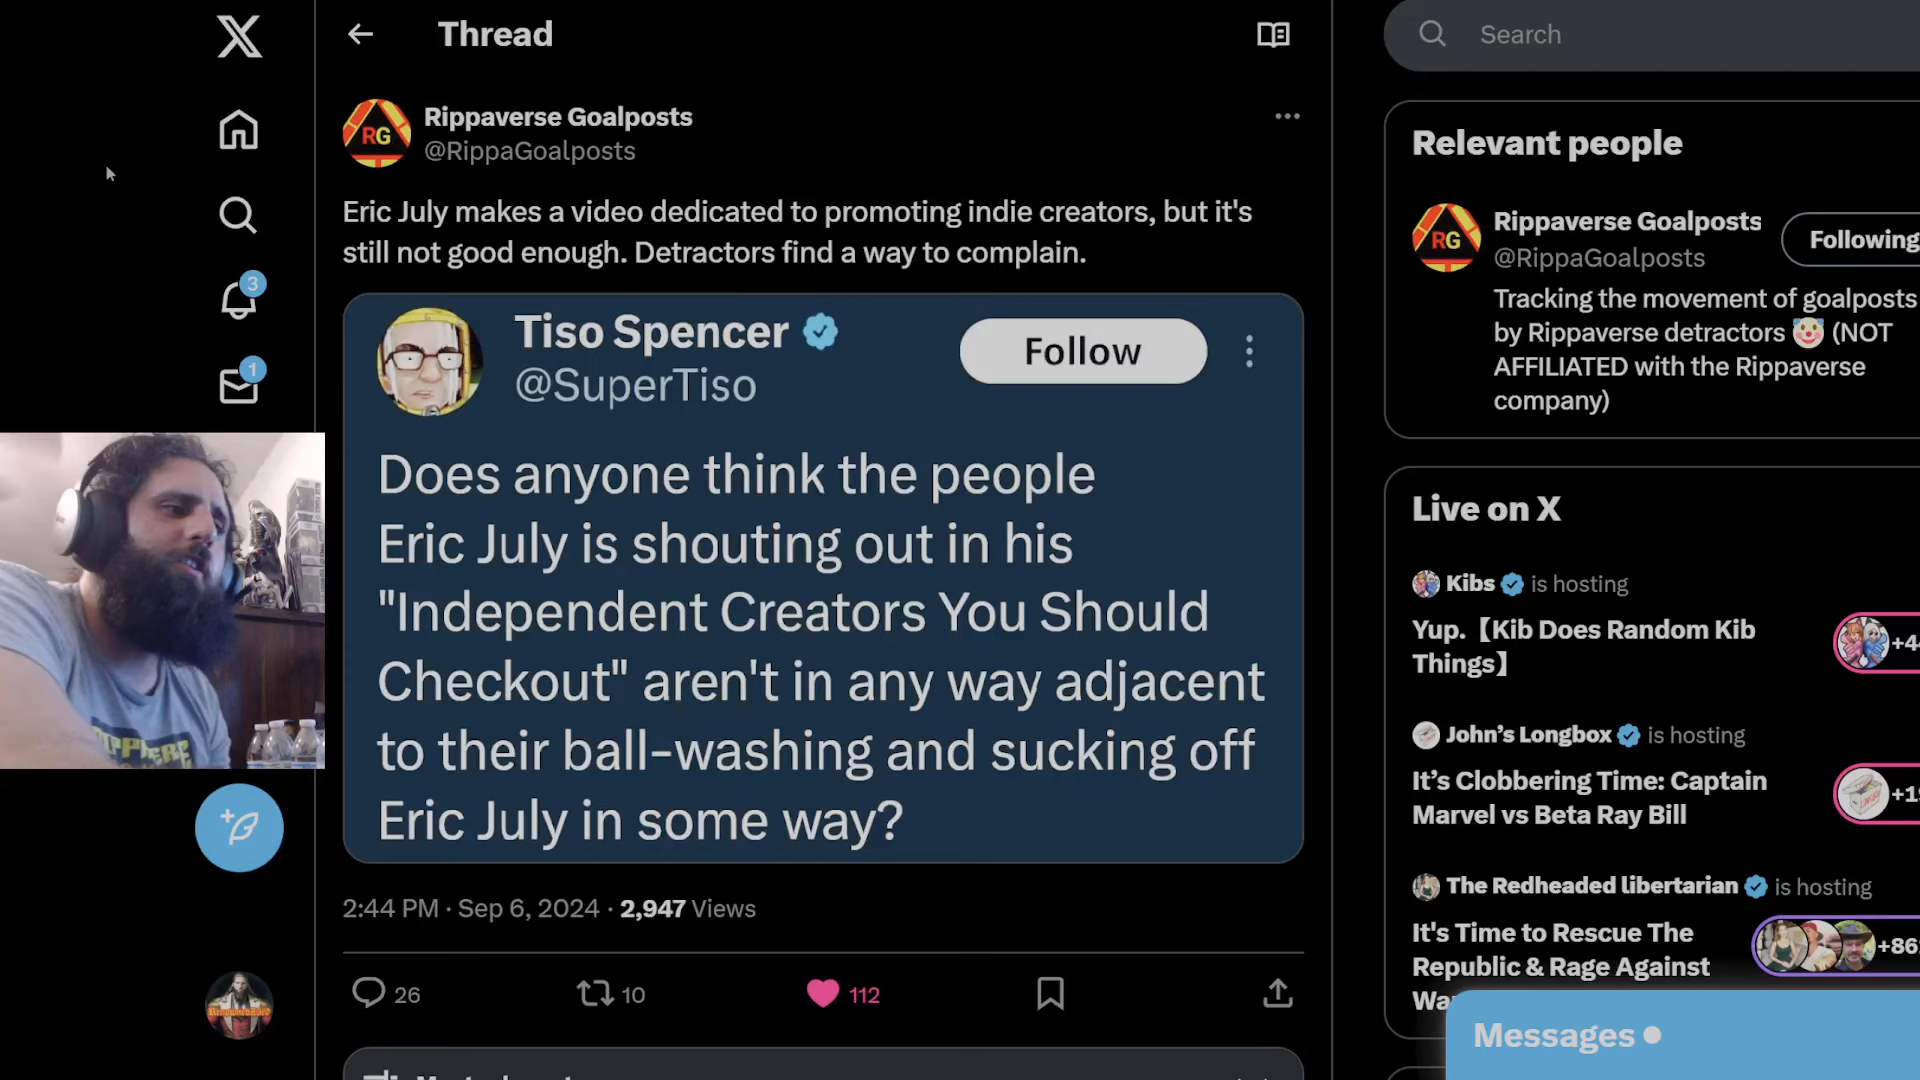 Thread
Search
RG
Rippaverse Goalposts
@RippaGoalposts
Eric July makes a video dedicated to promoting indie creators, but it's
still not good enough. Detractors find a way to complain.
Tiso Spencer
@SuperTiso
Follow
Does anyone think the people
Eric July is shouting out in his
"Independent Creators You Should
Checkout" aren't in any way adjacent
to their ball-washing and sucking off
Eric July in some way?
2:44 PM · Sep 6, 2024 · 2,947 Views
26
10
112
3
1
Relevant people
RG
Rippaverse Goalposts
@RippaGoalposts
Following
Tracking the movement of goalposts
by Rippaverse detractors 🤡 (NOT
AFFILIATED with the Rippaverse
company)
Live on X
Kibs is hosting
Yup.【Kib Does Random Kib
Things】
John's Longbox is hosting
It's Clobbering Time: Captain
Marvel vs Beta Ray Bill
The Redheaded libertarian is hosting
It's Time to Rescue The
Republic & Rage Against
Messages